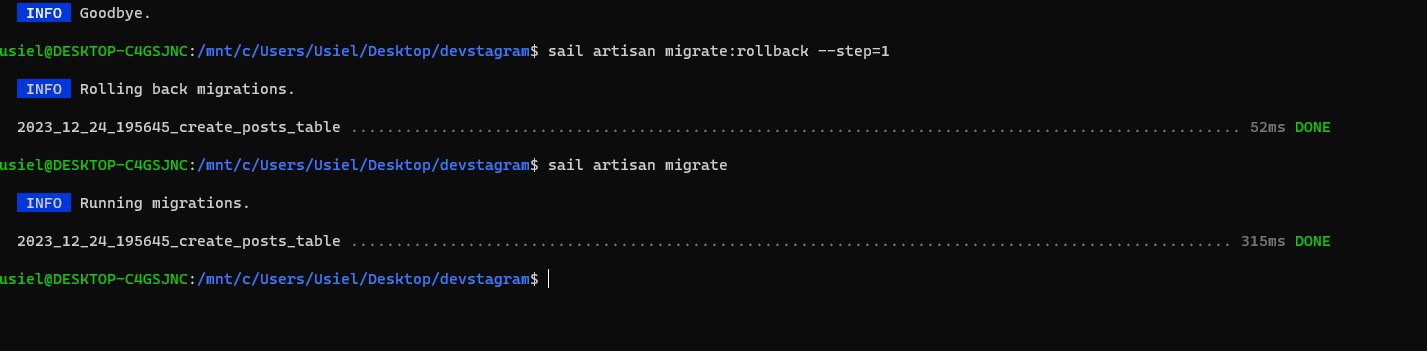 INFO Goodbye.
usiel@DESKTOP-C4GSJNC:/mnt/c/Users/Usiel/Desktop/devstagram$ sail artisan migrate:rollback --step=1
INFO Rolling back migrations.
2023_12_24_195645_create_posts_table ................................................................................................... 52ms DONE
usiel@DESKTOP-C4GSJNC:/mnt/c/Users/Usiel/Desktop/devstagram$ sail artisan migrate
INFO Running migrations.
2023_12_24_195645_create_posts_table .................................................................................................. 315ms DONE
usiel@DESKTOP-C4GSJNC:/mnt/c/Users/Usiel/Desktop/devstagram$